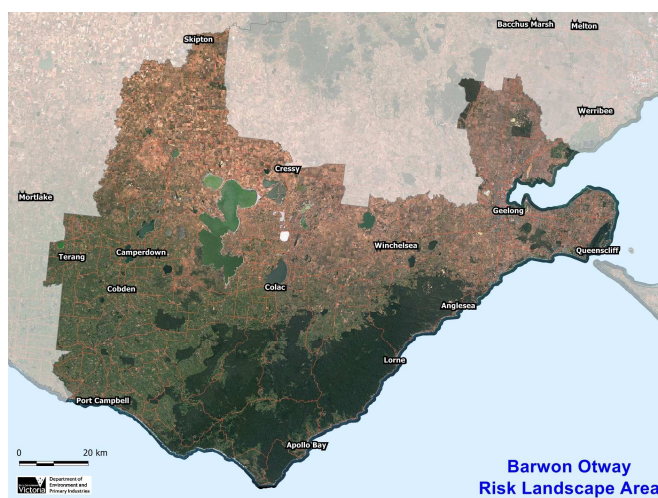 Skipton
Bacchus Marsh
Melton
Werribee
Cressy
Mortlake
Geelong
Terang
Camperdown
Winchelsea
Queenscliff
Cobden
Colac
Anglesea
Lorne
Port Campbell
Apollo Bay
0 20 km
Victoria
Department of
Environment and
Primary Industries
Barwon Otway
Risk Landscape Area